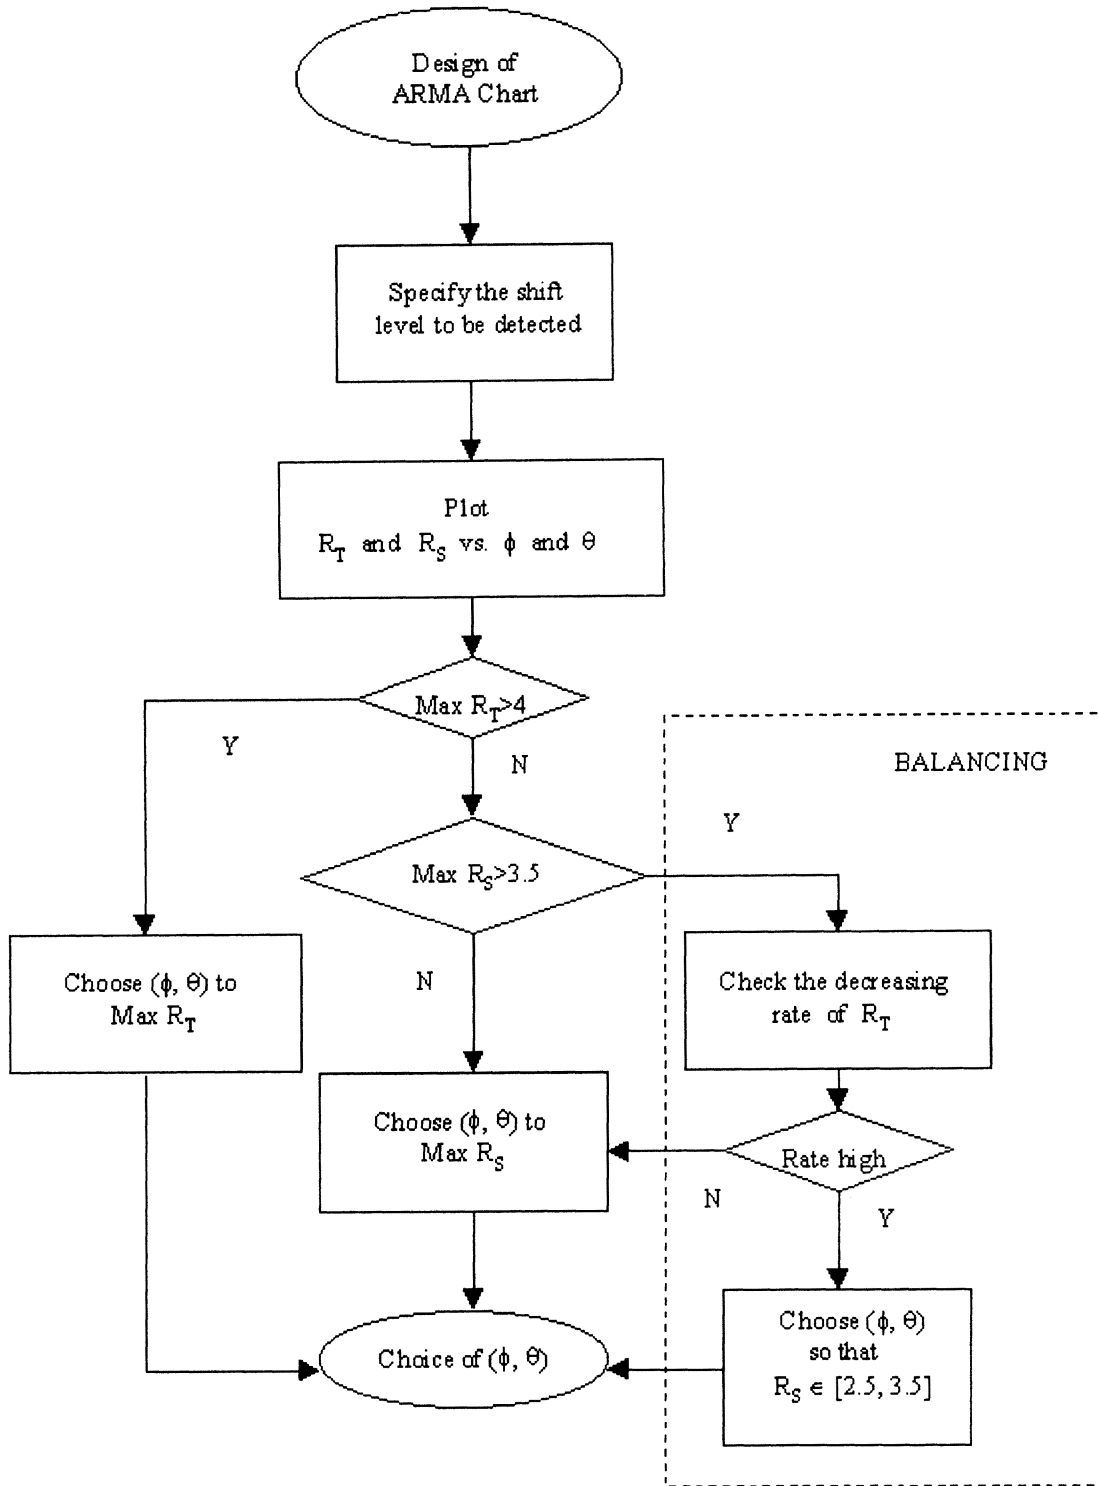 Design of
ARMA Chart
Specify the shift
level to be detected
Plot
R_T and R_S vs. ϕ and θ
Max R_T>4
Y
N
BALANCING
Max R_S>3.5
Y
N
Choose (ϕ, θ) to
Max R_T
Check the decreasing
rate of R_T
Choose (ϕ, θ) to
Max R_S
Rate high
N
Y
Choose (ϕ, θ)
so that
R_S ∈ [2.5, 3.5]
Choice of (ϕ, θ)